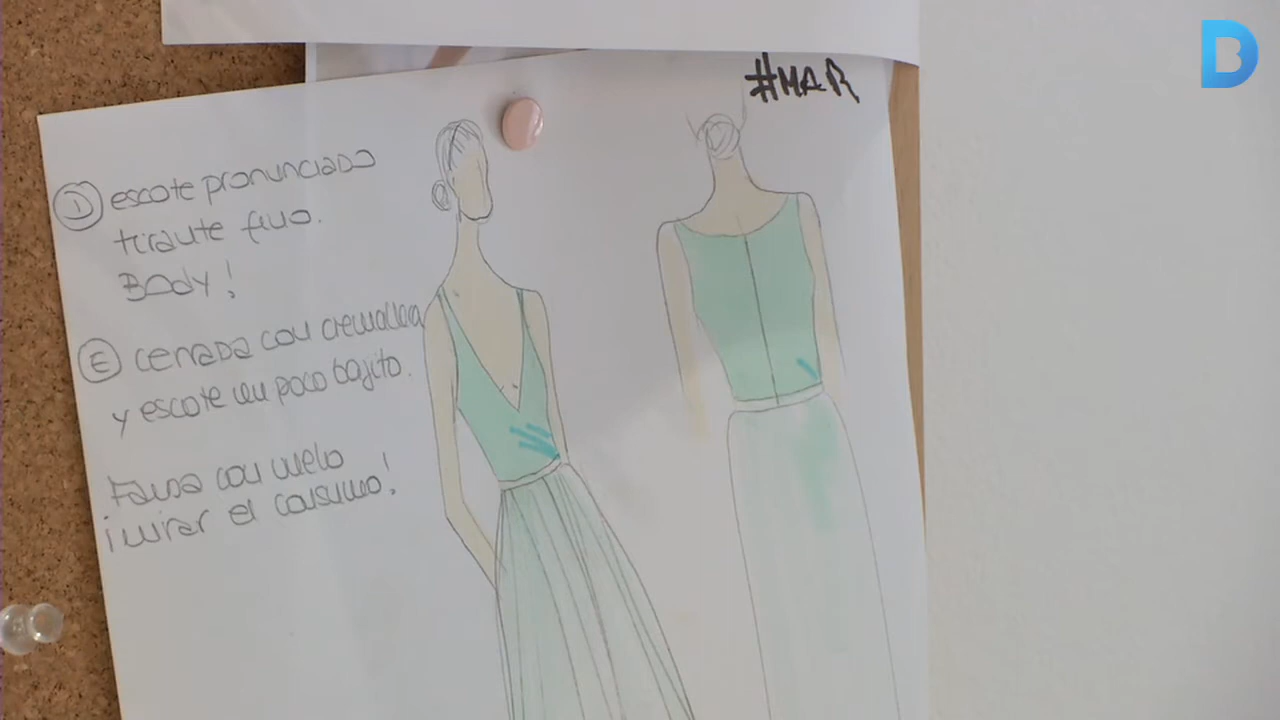 #MAR
D escote pronunciado
tirante fino.
BODY!
E cerrada con cremallera
y escote un poco bajito.
Falda con vuelo
¡mirar el consumo!